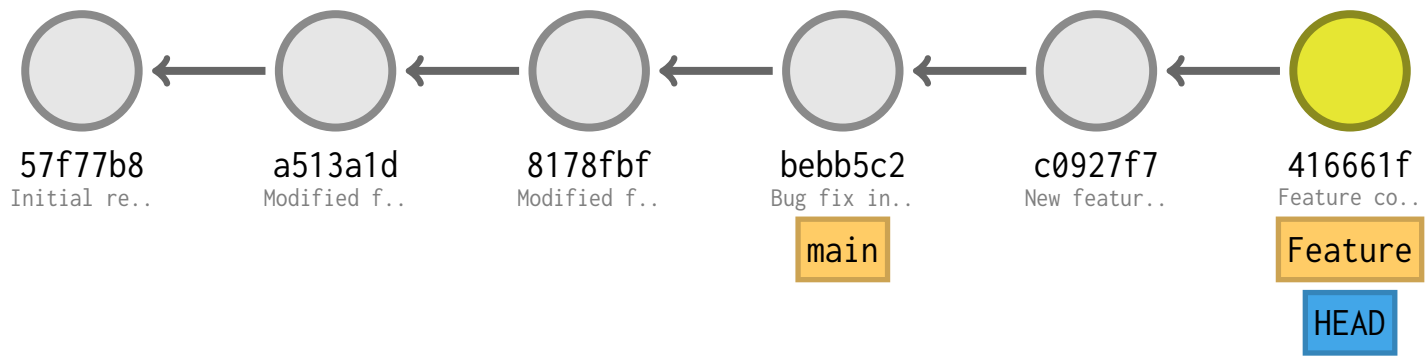 57f77b8 a513a1d 8178fbf bebb5c2 c0927f7 416661f
Initial re.. Modified f.. Modified f.. Bug fix in.. New featur.. Feature co..
main Feature
HEAD